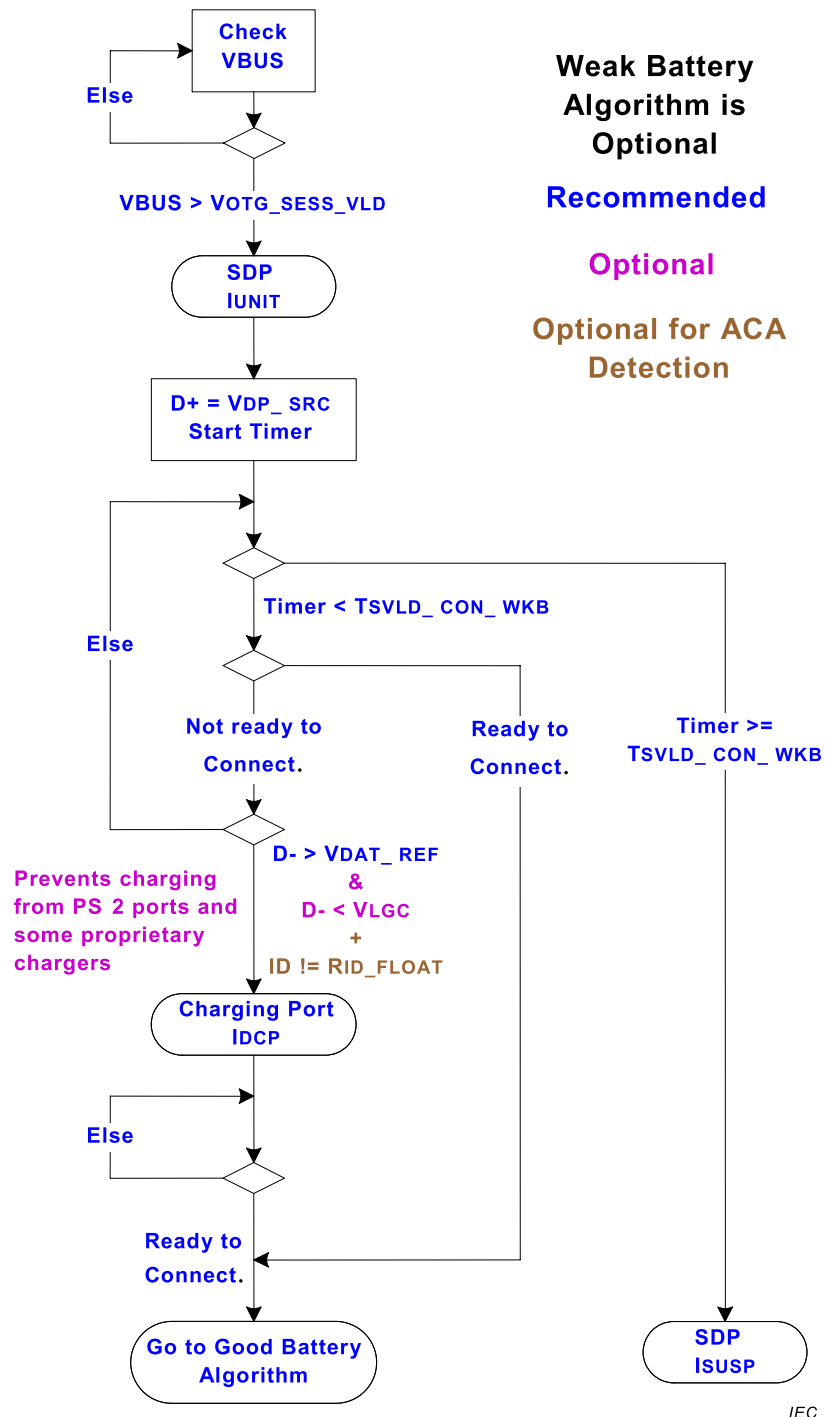 Check
VBUS
Else
VBUS > VOTG_SESS_VLD
SDP
IUNIT
D+ = VDP_ SRC
Start Timer
Timer < TSVLD_ CON_ WKB
Else
Not ready to
Connect.
Ready to
Connect.
Timer >=
TSVLD_ CON_ WKB
D- > VDAT_ REF
&
D- < VLGC
+
ID != RID_FLOAT
Prevents charging
from PS 2 ports and
some proprietary
chargers
Charging Port
IDCP
Else
Ready to
Connect.
Go to Good Battery
Algorithm
SDP
ISUSP
Weak Battery
Algorithm is
Optional
Recommended
Optional
Optional for ACA
Detection
IEC